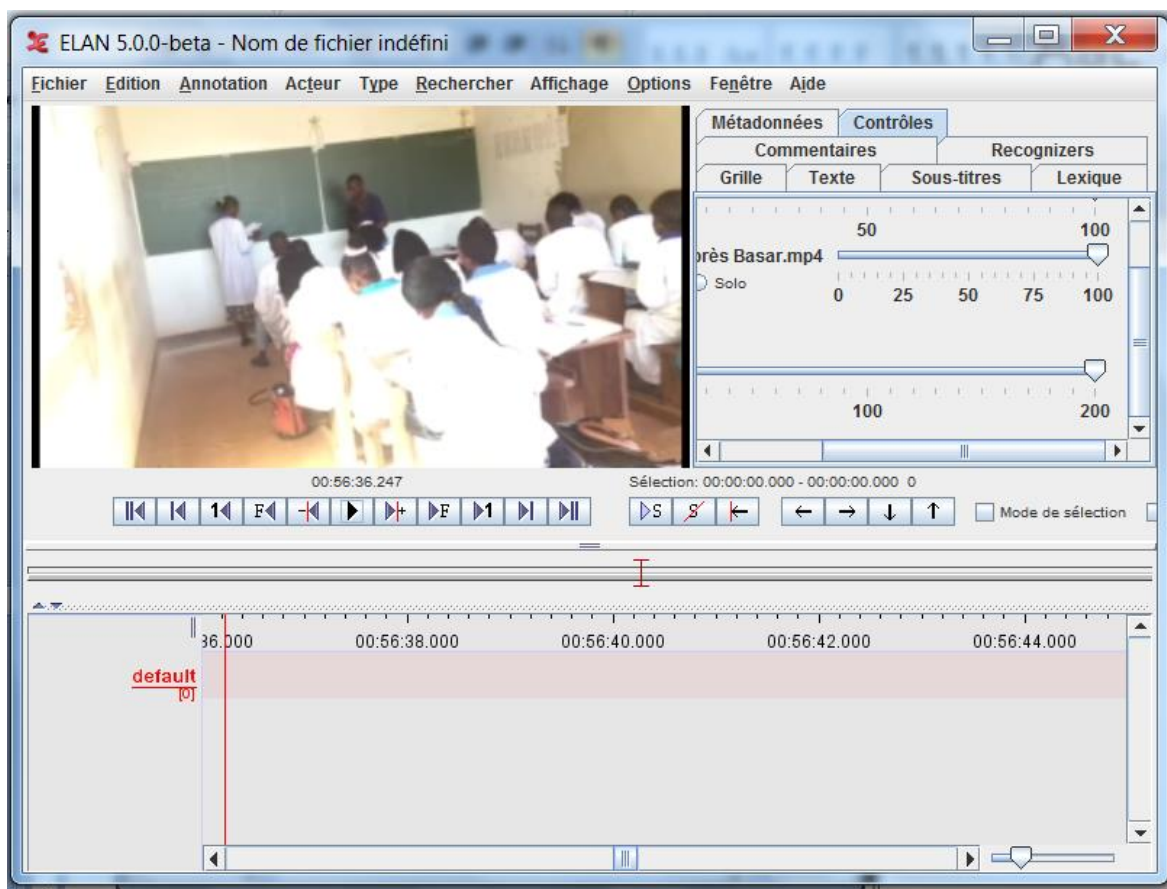 ELAN 5.0.0-beta - Nom de fichier indéfini
Fichier Edition Annotation Acteur Type Rechercher Affichage Options Fenêtre Aide
Métadonnées Contrôles
Commentaires Recognizers
Grille Texte Sous-titres Lexique
50 100
près Basar.mp4
Solo
0 25 50 75 100
100 200
00:56:36.247
Sélection: 00:00:00.000 - 00:00:00.000 0
1 F - + F 1 S S Mode de sélection
36.000 00:56:38.000 00:56:40.000 00:56:42.000 00:56:44.000
default
[0]